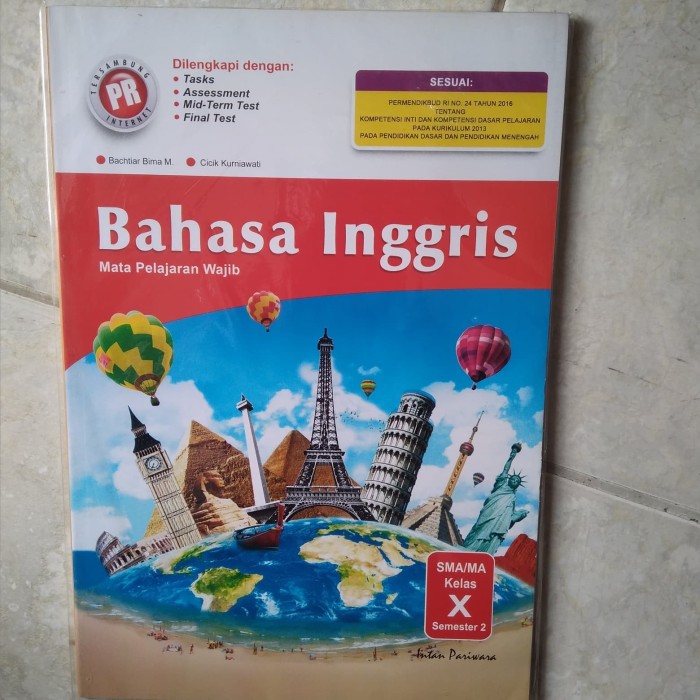 TERSAMBUNG
PR
INTERNET
Dilengkapi dengan:
• Tasks
• Assessment
• Mid-Term Test
• Final Test
SESUAI:
PERMENDIKBUD RI NO. 24 TAHUN 2016
TENTANG
KOMPETENSI INTI DAN KOMPETENSI DASAR PELAJARAN
PADA KURIKULUM 2013
PADA PENDIDIKAN DASAR DAN PENDIDIKAN MENENGAH
• Bachtiar Bima M. • Cicik Kurniawati
Bahasa Inggris
Mata Pelajaran Wajib
SMA/MA
Kelas
X
Semester 2
Intan Pariwara